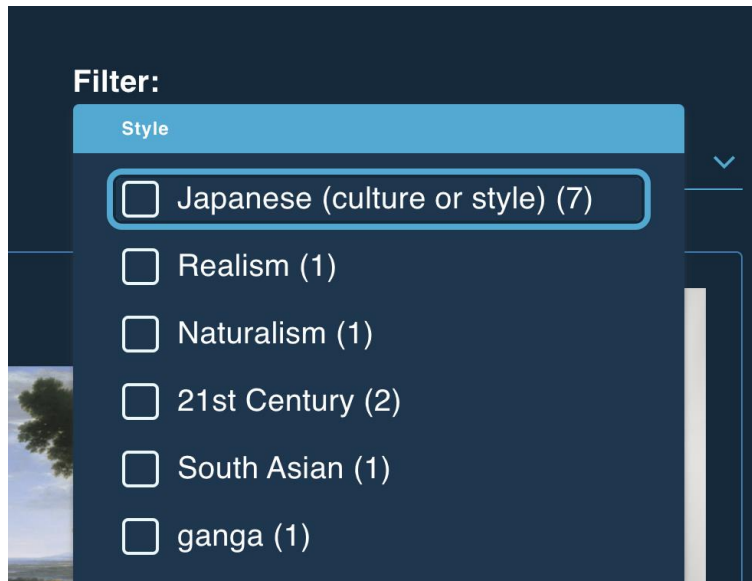 Filter:
Style
Japanese (culture or style) (7)
Realism (1)
Naturalism (1)
21st Century (2)
South Asian (1)
ganga (1)